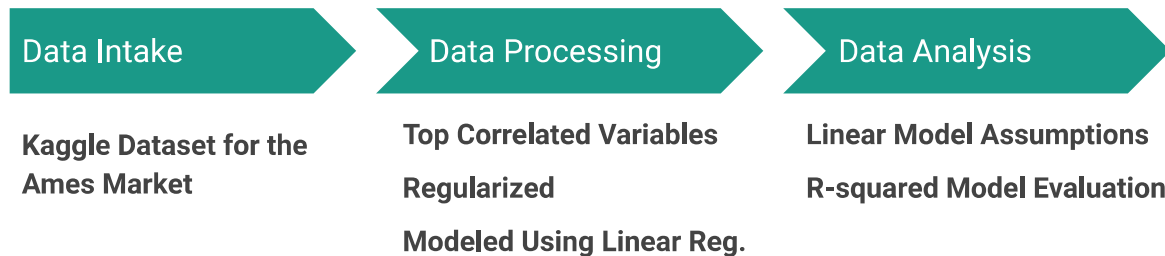 Data Intake
Kaggle Dataset for the
Ames Market
Data Processing
Top Correlated Variables
Regularized
Modeled Using Linear Reg.
Data Analysis
Linear Model Assumptions
R-squared Model Evaluation